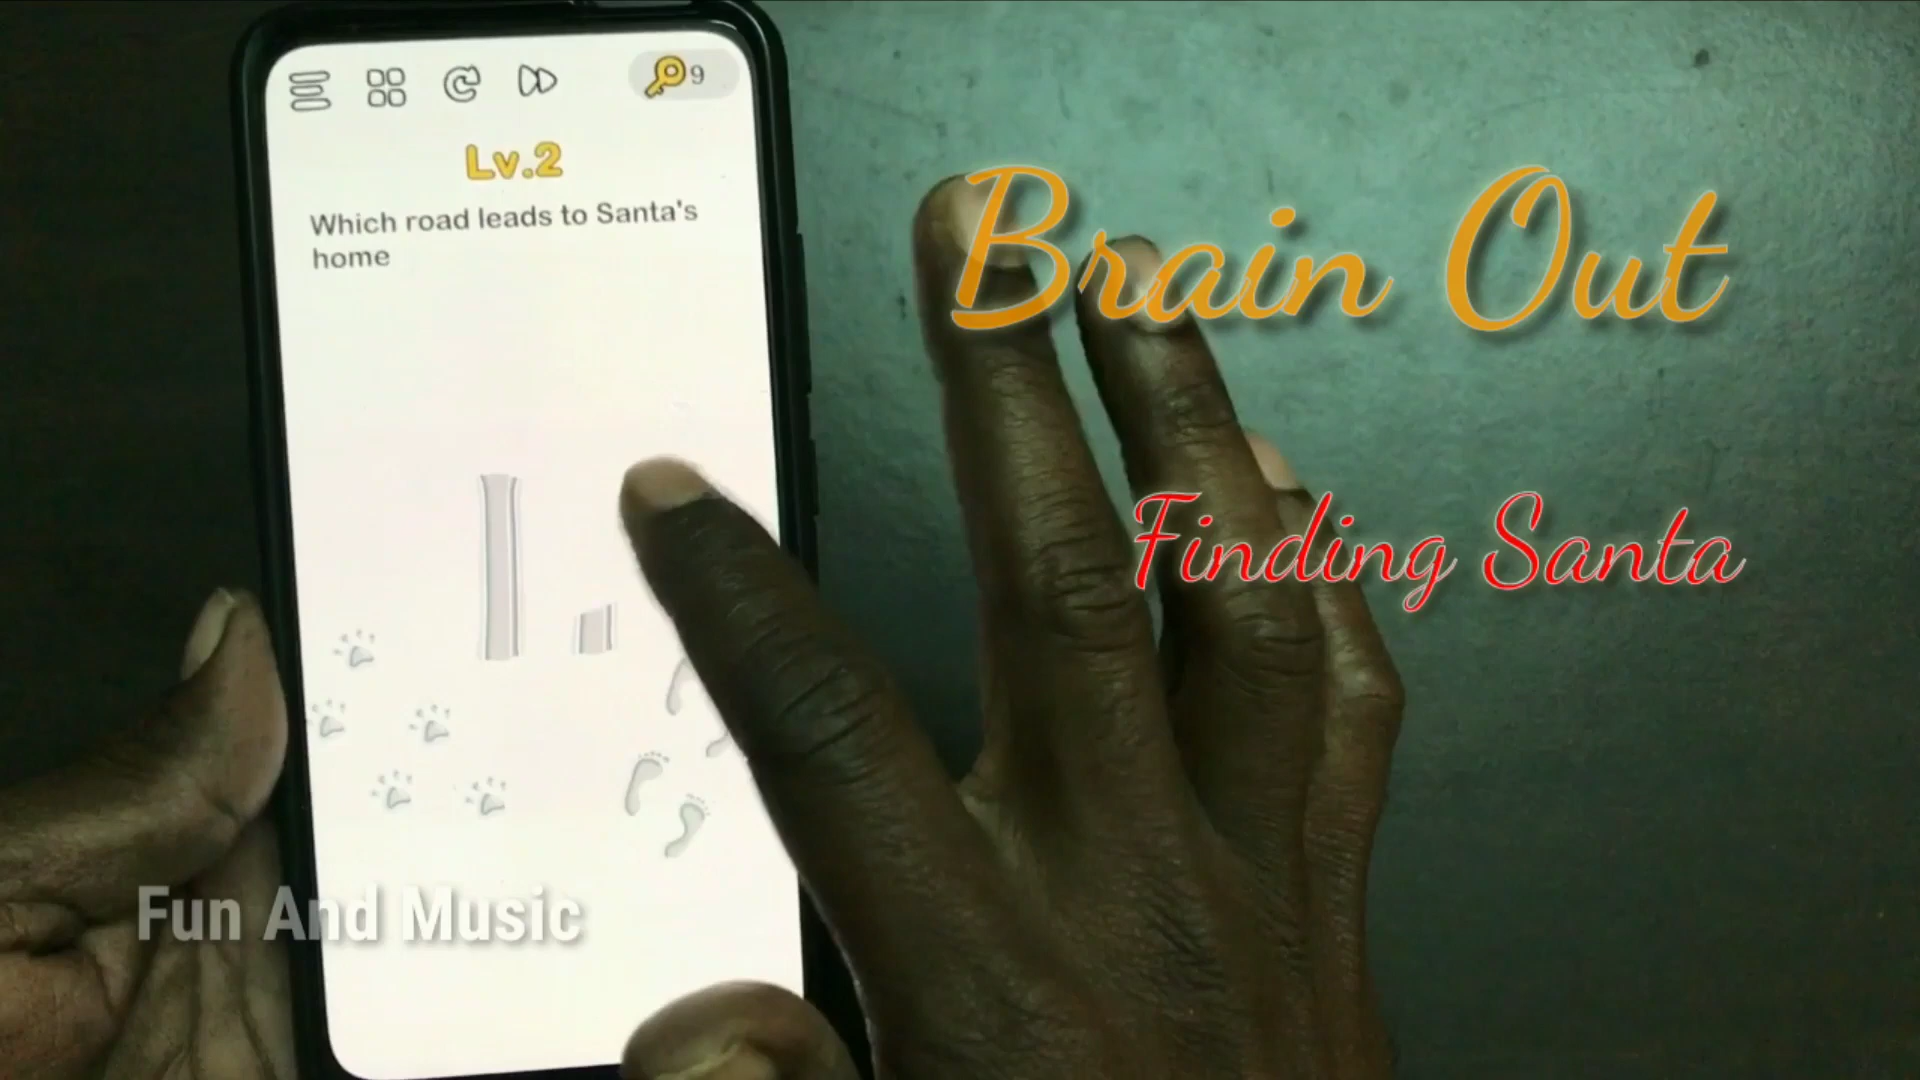 9
Lv.2
Which road leads to Santa's
home
Brain Out
Finding Santa
Fun And Music